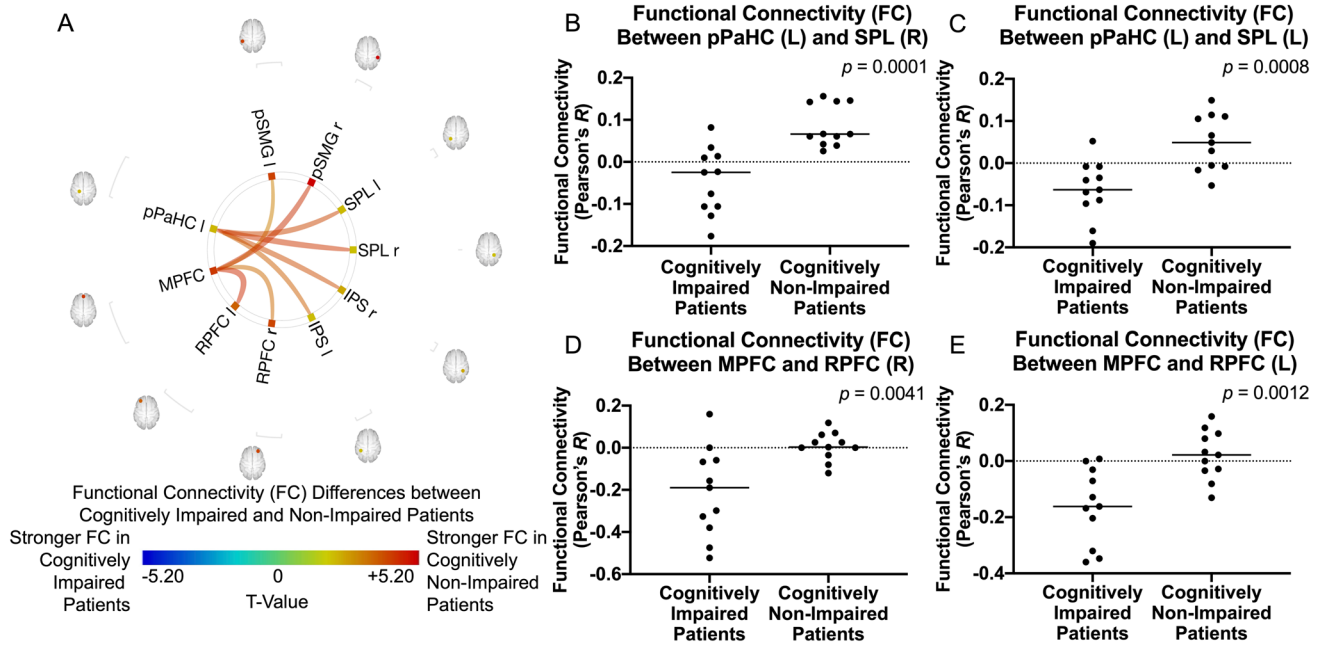 A
pSMG l
pSMG r
SPL l
SPL r
IPS r
IPS l
RPFC r
RPFC l
MPFC
pPaHC l
Functional Connectivity (FC) Differences between
Cognitively Impaired and Non-Impaired Patients
Stronger FC in
Cognitively
Impaired
Patients
-5.20
0
+5.20
T-Value
Stronger FC in
Cognitively
Non-Impaired
Patients
B
Functional Connectivity (FC)
Between pPaHC (L) and SPL (R)
p = 0.0001
Functional Connectivity
(Pearson's R)
0.2
0.1
0.0
-0.1
-0.2
Cognitively
Impaired
Patients
Cognitively
Non-Impaired
Patients
C
Functional Connectivity (FC)
Between pPaHC (L) and SPL (L)
p = 0.0008
Functional Connectivity
(Pearson's R)
0.2
0.1
0.0
-0.1
-0.2
Cognitively
Impaired
Patients
Cognitively
Non-Impaired
Patients
D
Functional Connectivity (FC)
Between MPFC and RPFC (R)
p = 0.0041
Functional Connectivity
(Pearson's R)
0.2
0.0
-0.2
-0.4
-0.6
Cognitively
Impaired
Patients
Cognitively
Non-Impaired
Patients
E
Functional Connectivity (FC)
Between MPFC and RPFC (L)
p = 0.0012
Functional Connectivity
(Pearson's R)
0.2
0.0
-0.2
-0.4
Cognitively
Impaired
Patients
Cognitively
Non-Impaired
Patients